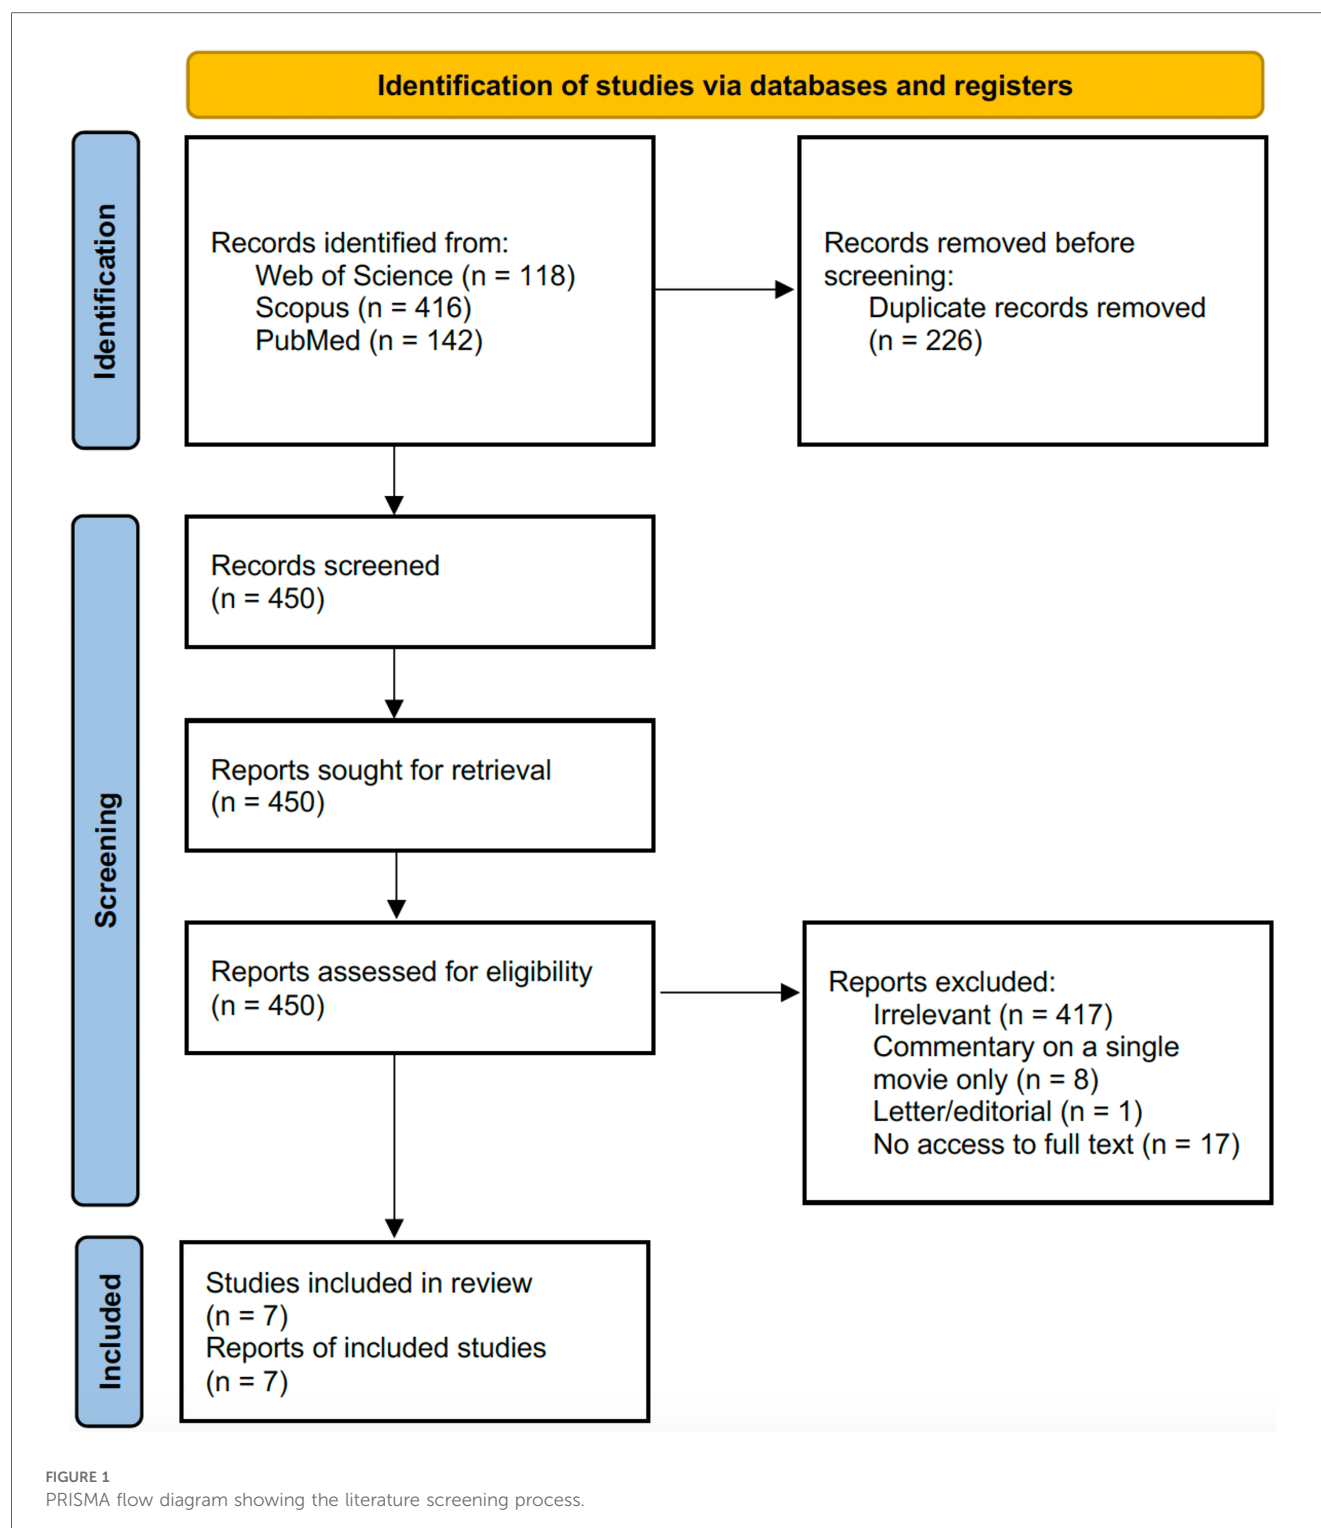 Identification of studies via databases and registers
Identification
Records identified from:
Web of Science (n = 118)
Scopus (n = 416)
PubMed (n = 142)
Records removed before
screening:
Duplicate records removed
(n = 226)
Screening
Records screened
(n = 450)
Reports sought for retrieval
(n = 450)
Reports assessed for eligibility
(n = 450)
Reports excluded:
Irrelevant (n = 417)
Commentary on a single
movie only (n = 8)
Letter/editorial (n = 1)
No access to full text (n = 17)
Included
Studies included in review
(n = 7)
Reports of included studies
(n = 7)
FIGURE 1
PRISMA flow diagram showing the literature screening process.